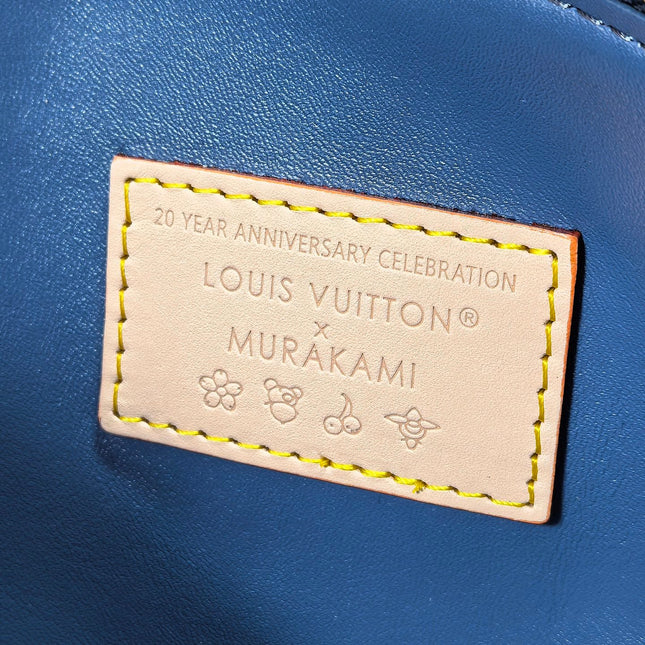 20 YEAR ANNIVERSARY CELEBRATION
LOUIS VUITTON®
x
MURAKAMI